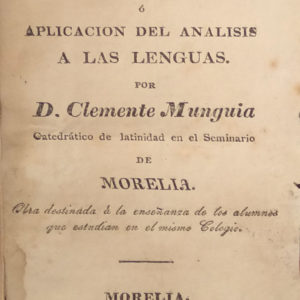 ó
APLICACION DEL ANALISIS
A LAS LENGUAS.
POR
D. Clemente Munguia
Catedrático de latinidad en el Seminario
DE
MORELIA.
Obra destinada à la enseñanza de los alumnos
que estudian en el mismo Colegio.
MORELIA.